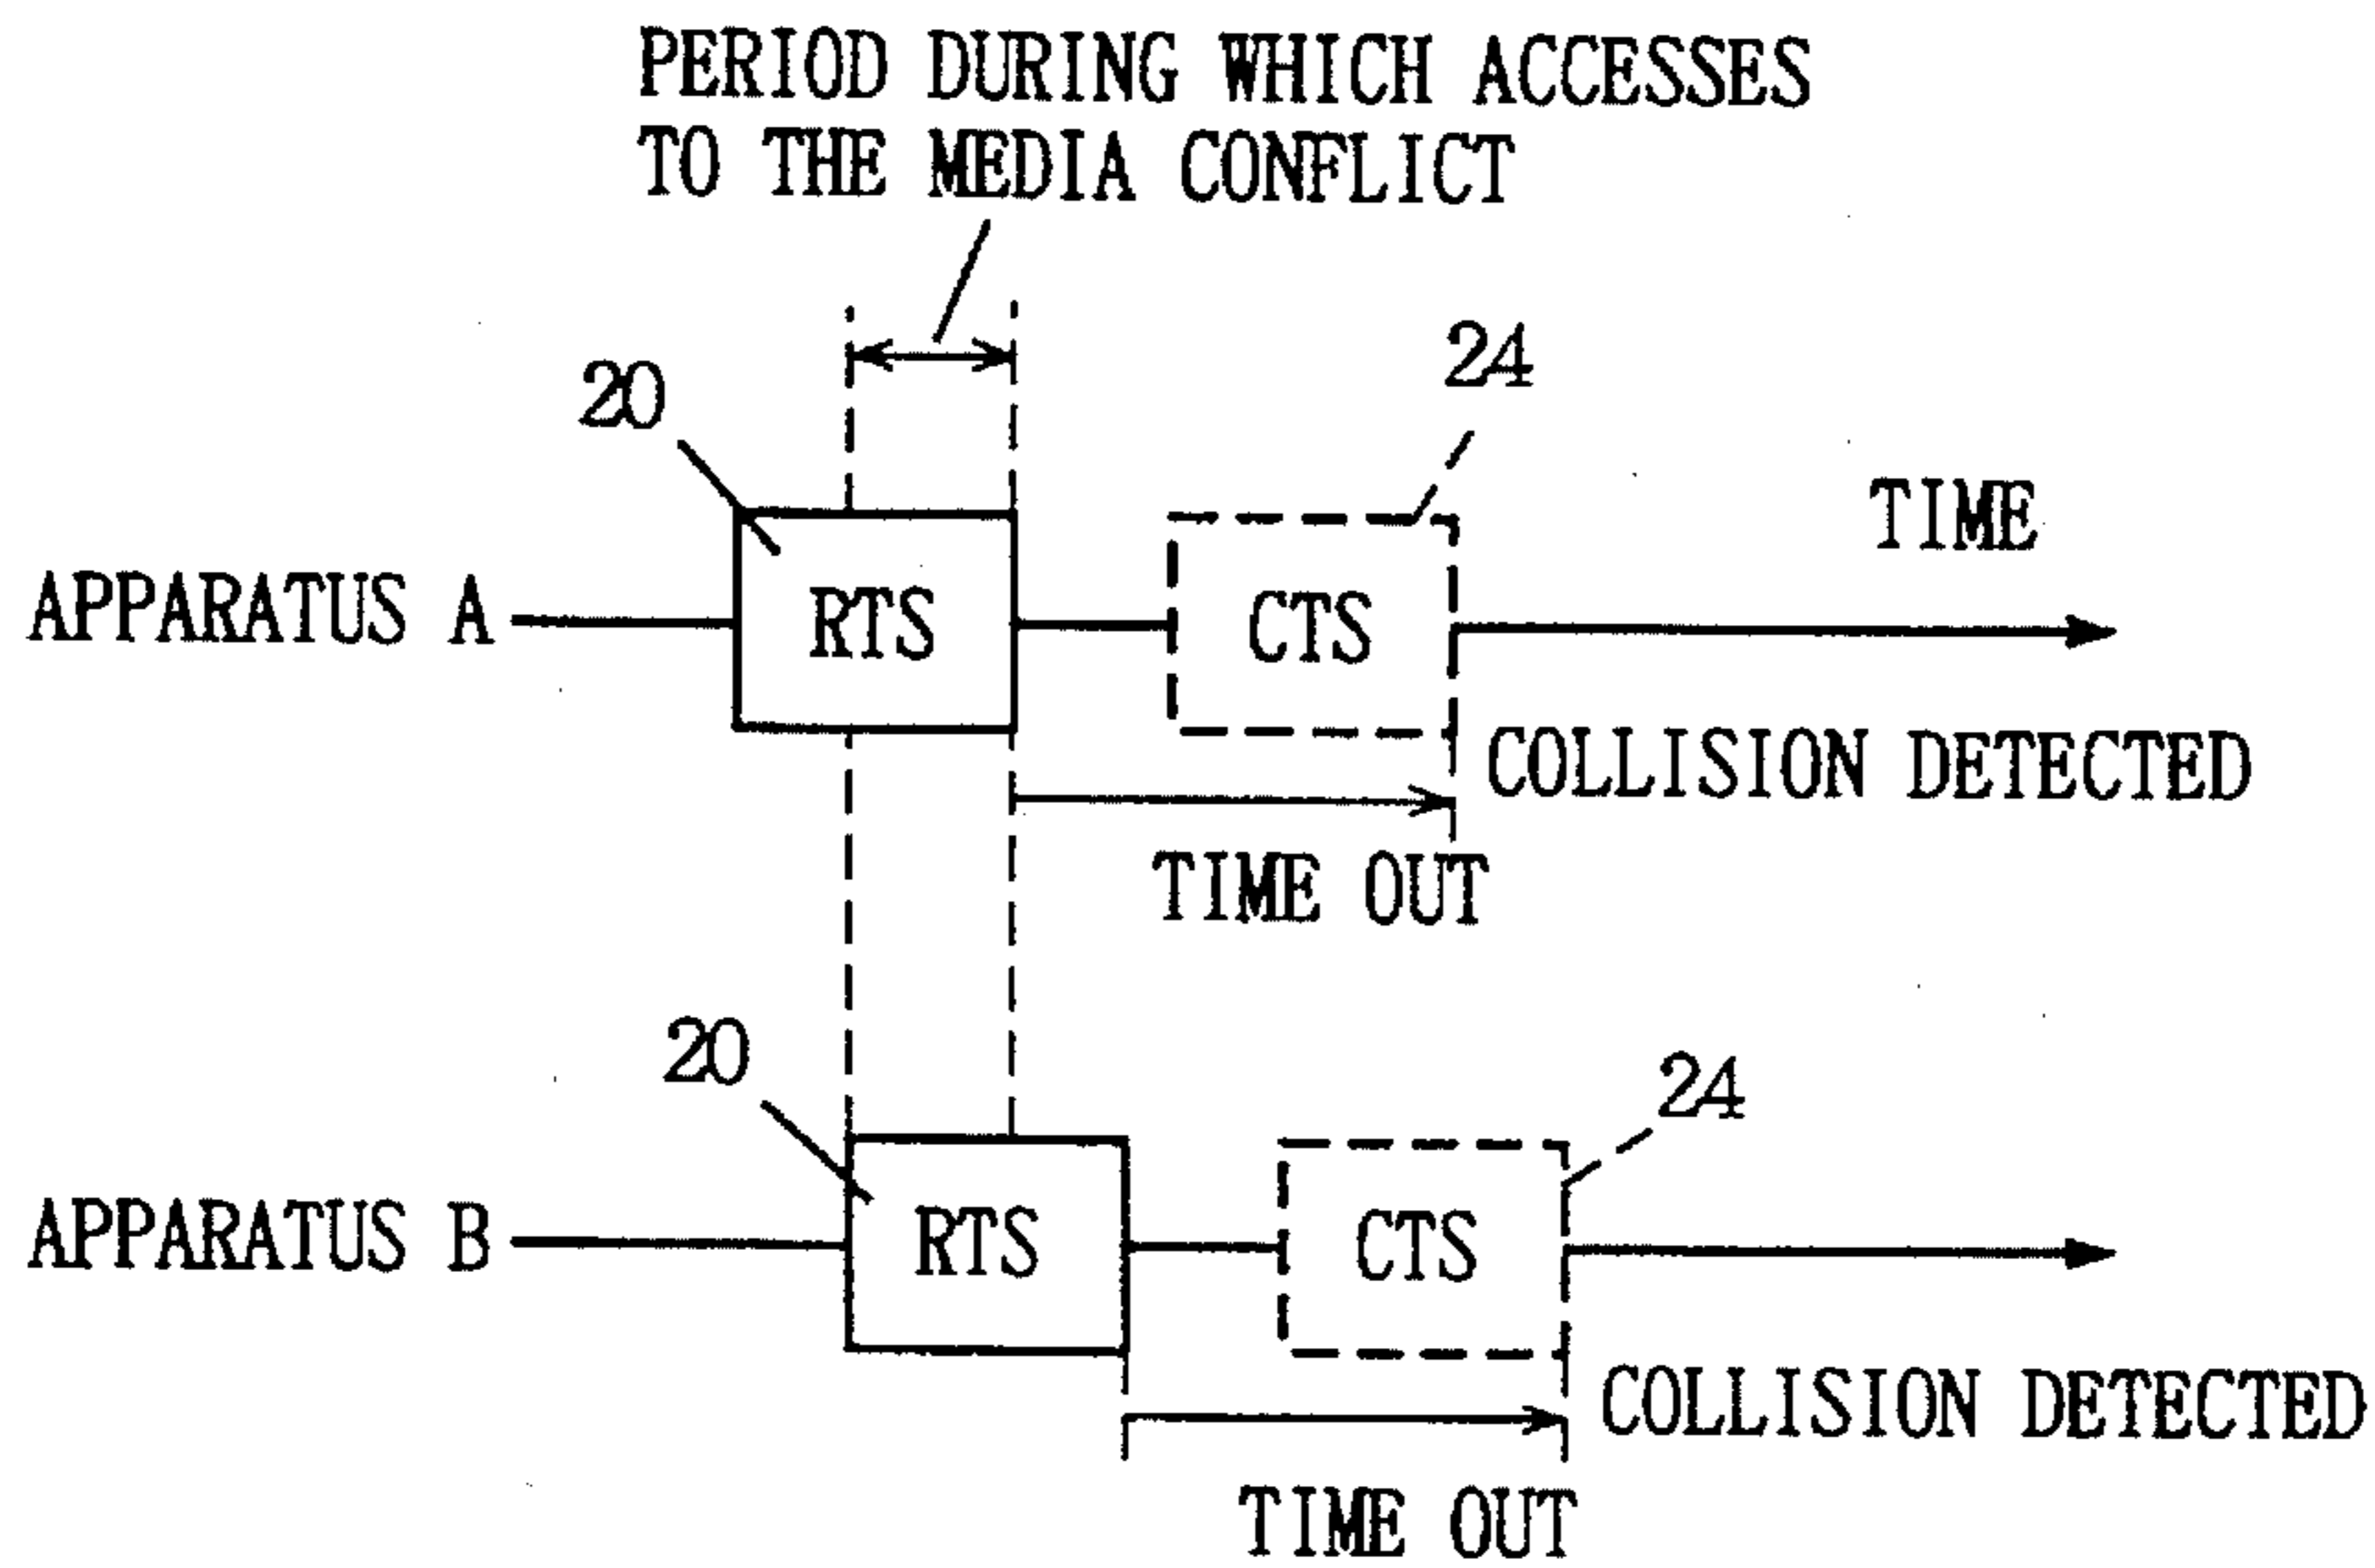 PERIOD DURING WHICH ACCESSES
TO THE MEDIA CONFLICT
20
24
TIME
APPARATUS A
RTS
CTS
COLLISION DETECTED
TIME OUT
20
24
APPARATUS B
RTS
CTS
COLLISION DETECTED
TIME OUT